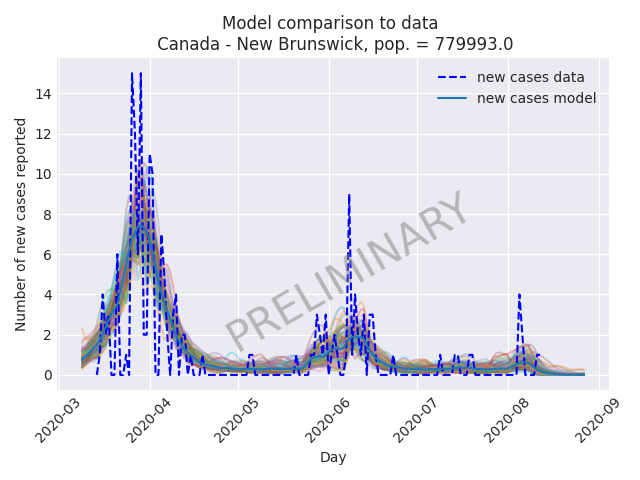 Model comparison to data
Canada - New Brunswick, pop. = 779993.0
new cases data
new cases model
PRELIMINARY
Number of new cases reported
14
12
10
8
6
4
2
0
2020-03
2020-04
2020-05
2020-06
2020-07
2020-08
2020-09
Day